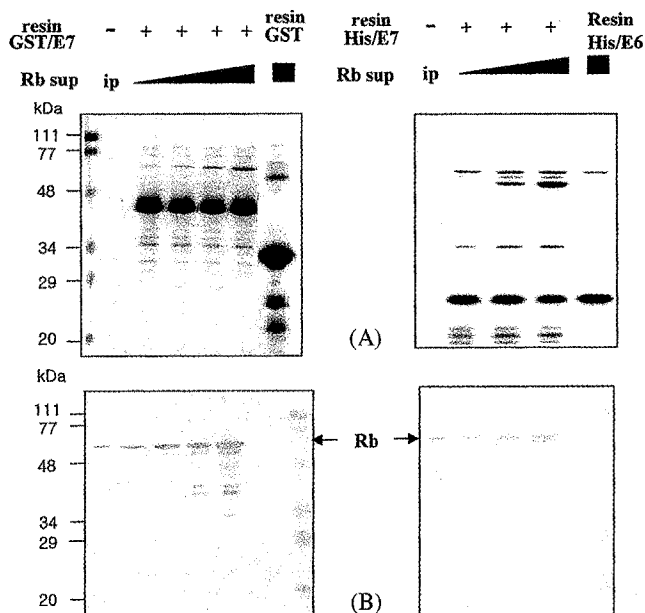 resin GST/E7 - + + + + resin GST
Rb sup ip
kDa
111
77
48
34
29
20
resin His/E7 - + + + Resin His/E6
Rb sup ip
(A)
kDa
111
77
48
34
29
20
Rb
(B)